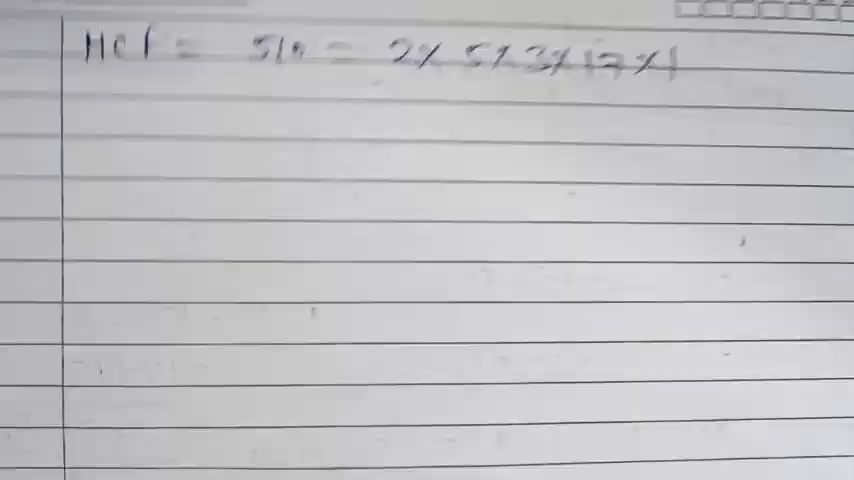 HCF = 510 = 2 × 5 × 3 × 17 × 1